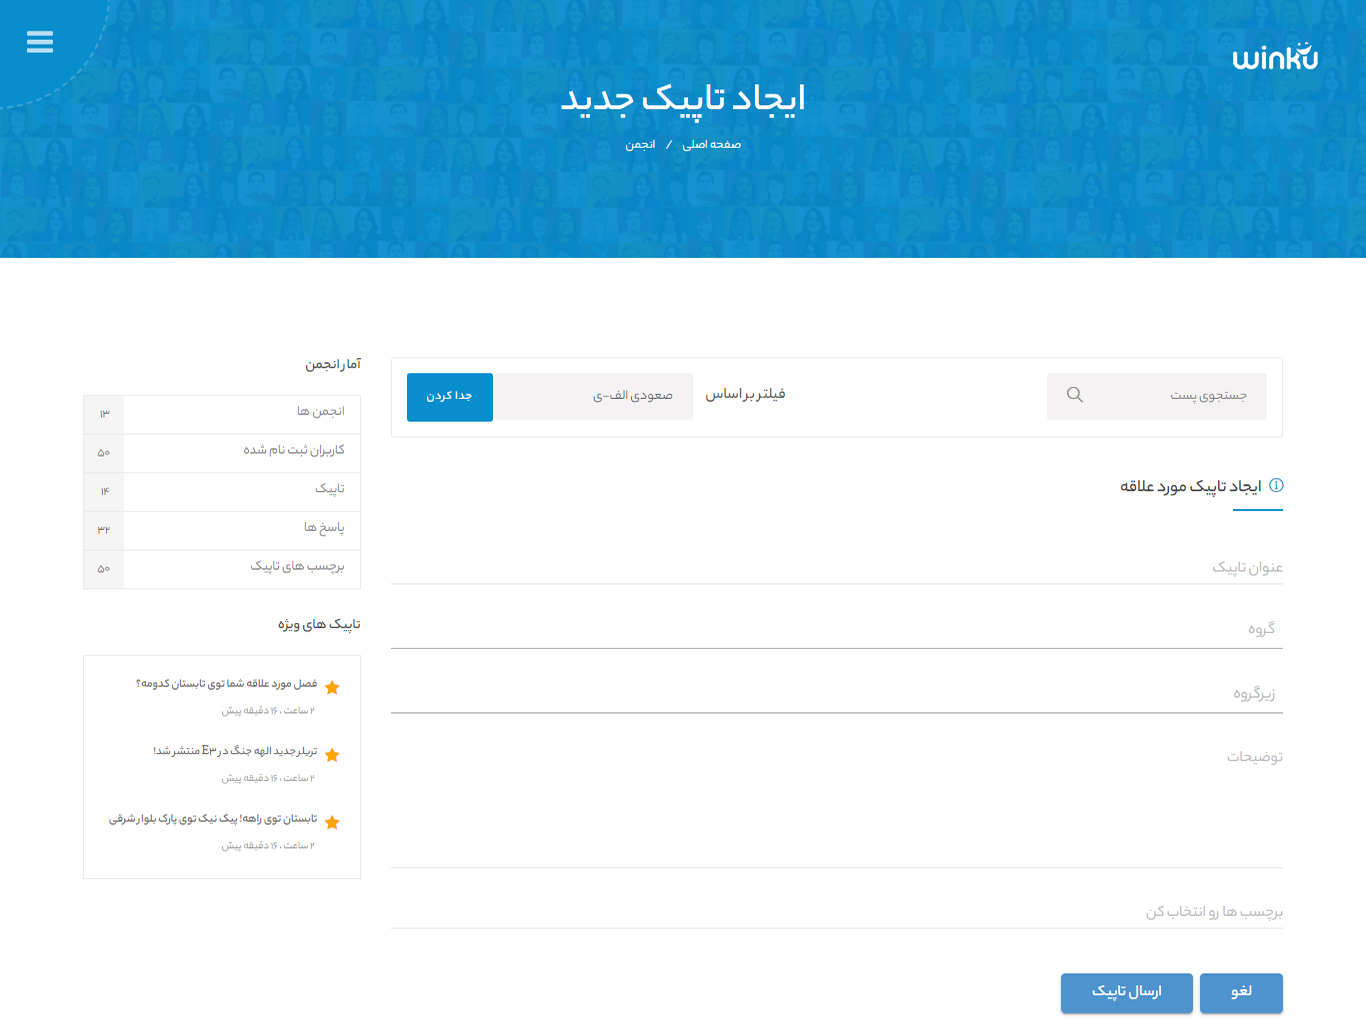 winku
ایجاد تاپیک جدید
صفحه اصلی / انجمن
جستجوی پست
فیلتر بر اساس
صعودی الف-ی
جدا کردن
ایجاد تاپیک مورد علاقه
عنوان تاپیک
گروه
زیرگروه
توضیحات
برچسب ها رو انتخاب کن
لغو
ارسال تاپیک
آمار انجمن
انجمن ها ۱۳
کاربران ثبت نام شده ۵۰
تاپیک ۱۴
پاسخ ها ۳۲
برچسب های تاپیک ۵۰
تاپیک های ویژه
فصل مورد علاقه شما توی تابستان کدومه؟
۲ ساعت ، ۱۶ دقیقه پیش
تریلر جدید الهه جنگ در E۳ منتشر شد!
۲ ساعت ، ۱۶ دقیقه پیش
تابستان توی راهه! پیک نیک توی پارک بلوار شرقی
۲ ساعت ، ۱۶ دقیقه پیش